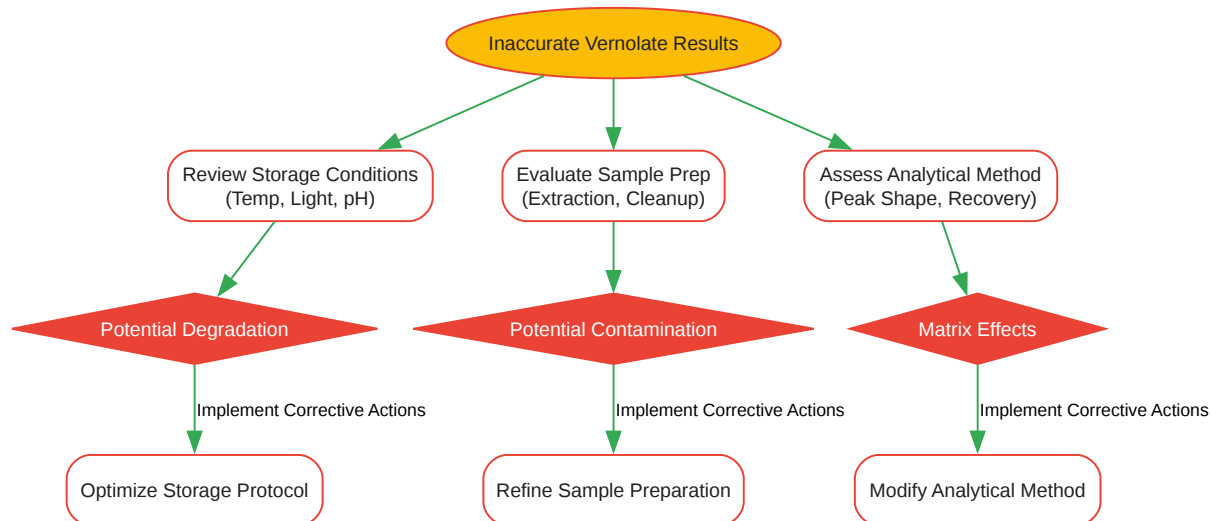 Inaccurate Vernolate Results
Review Storage Conditions
(Temp, Light, pH)
Evaluate Sample Prep
(Extraction, Cleanup)
Assess Analytical Method
(Peak Shape, Recovery)
Potential Degradation
Potential Contamination
Matrix Effects
Implement Corrective Actions
Implement Corrective Actions
Implement Corrective Actions
Optimize Storage Protocol
Refine Sample Preparation
Modify Analytical Method